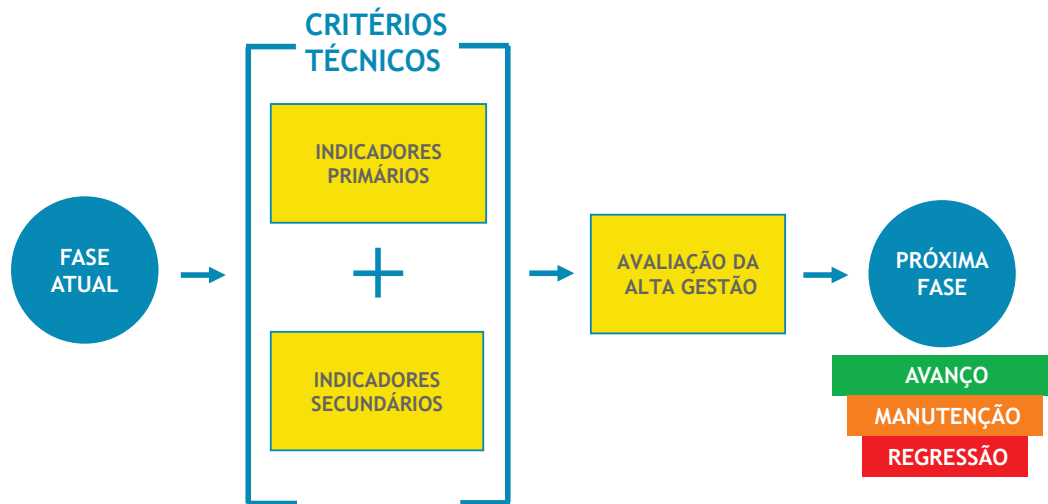 CRITÉRIOS
TÉCNICOS
INDICADORES
PRIMÁRIOS
FASE
ATUAL
INDICADORES
SECUNDÁRIOS
AVALIAÇÃO DA
ALTA GESTÃO
PRÓXIMA
FASE
AVANÇO
MANUTENÇÃO
REGRESSÃO